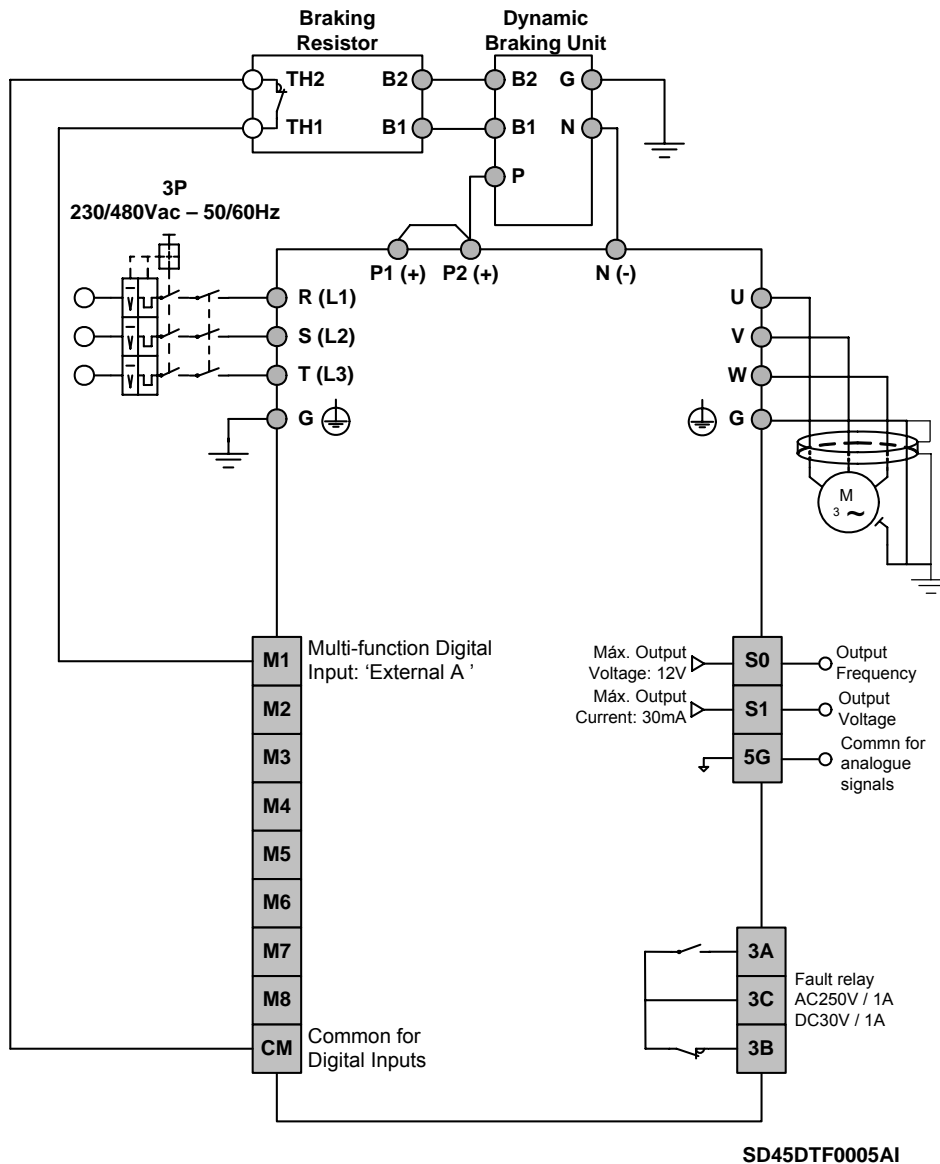 Braking
Resistor
Dynamic
Braking Unit
TH2
B2
B2
G
TH1
B1
B1
N
P
3P
230/480Vac – 50/60Hz
P1 (+)
P2 (+)
N (-)
R (L1)
S (L2)
T (L3)
G
U
V
W
G
M
3 ~
M1
Multi-function Digital
Input: ‘External A ’
M2
M3
M4
M5
M6
M7
M8
CM
Common for
Digital Inputs
Máx. Output
Voltage: 12V
S0
Output
Frequency
Máx. Output
Current: 30mA
S1
Output
Voltage
5G
Commn for
analogue
signals
3A
3C
3B
Fault relay
AC250V / 1A
DC30V / 1A
SD45DTF0005AI